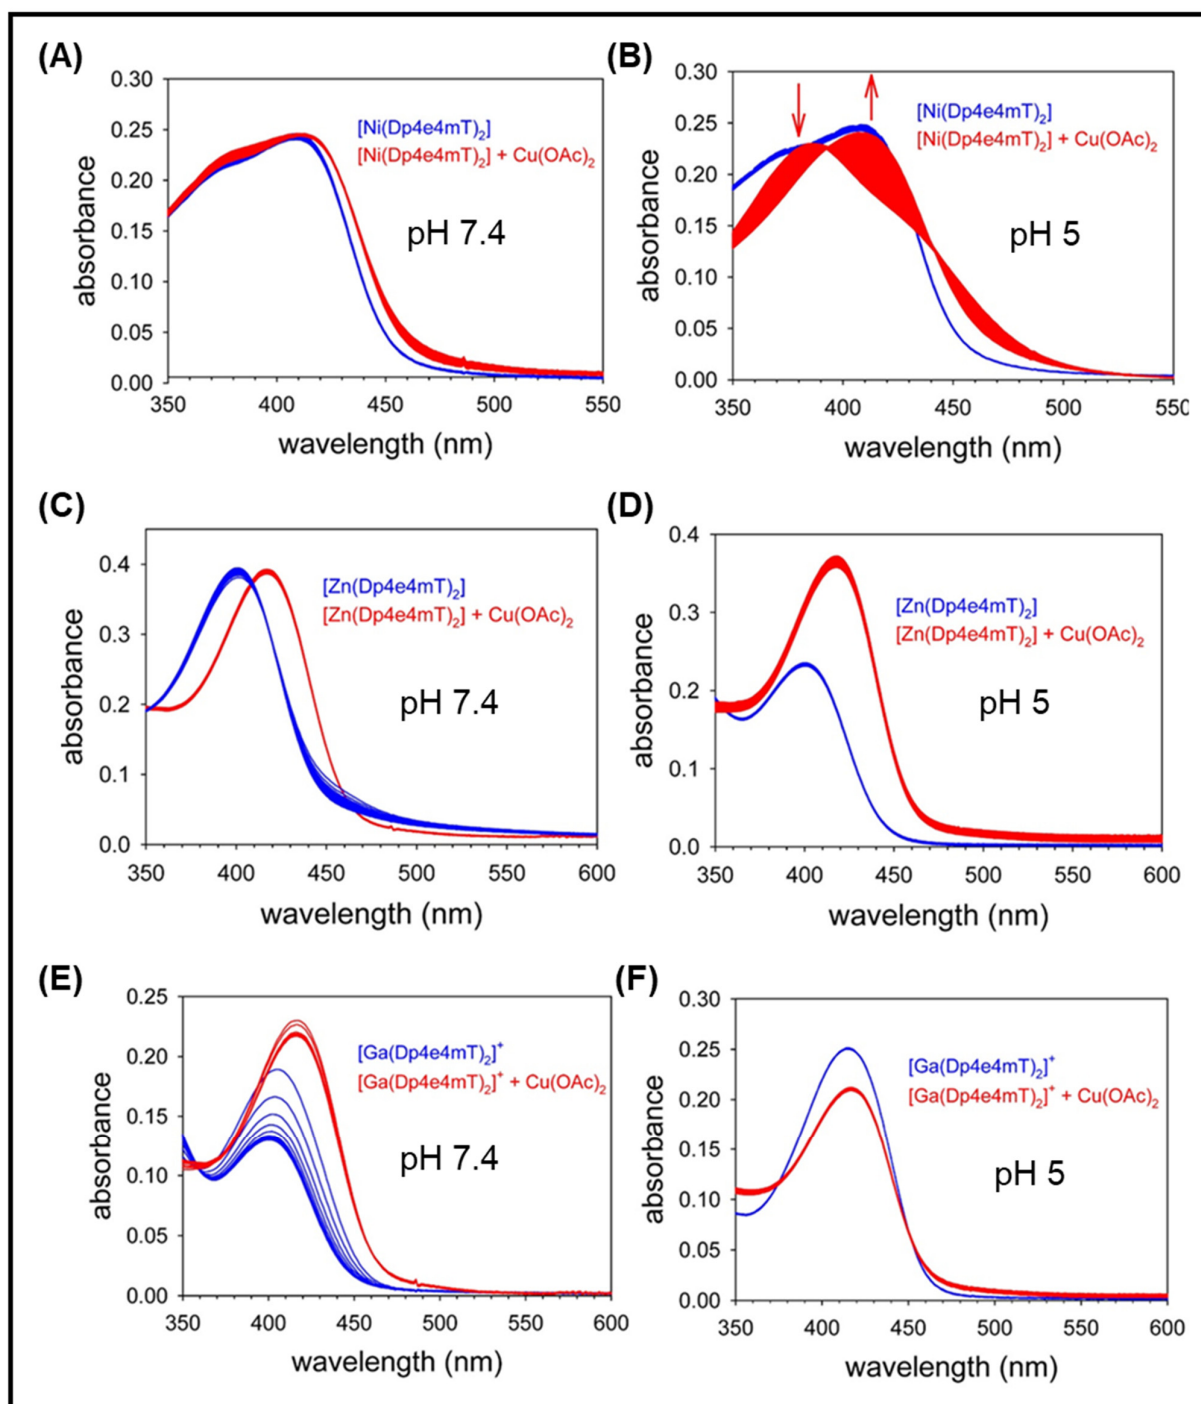 (A)
0.30
0.25
0.20
0.15
0.10
0.05
0.00
absorbance
[Ni(Dp4e4mT)₂]
[Ni(Dp4e4mT)₂] + Cu(OAc)₂
pH 7.4
350 400 450 500 550
wavelength (nm)
(B)
0.30
0.25
0.20
0.15
0.10
0.05
0.00
absorbance
[Ni(Dp4e4mT)₂]
[Ni(Dp4e4mT)₂] + Cu(OAc)₂
pH 5
350 400 450 500 550
wavelength (nm)
(C)
0.4
0.3
0.2
0.1
0.0
absorbance
[Zn(Dp4e4mT)₂]
[Zn(Dp4e4mT)₂] + Cu(OAc)₂
pH 7.4
350 400 450 500 550 600
wavelength (nm)
(D)
0.4
0.3
0.2
0.1
0.0
absorbance
[Zn(Dp4e4mT)₂]
[Zn(Dp4e4mT)₂] + Cu(OAc)₂
pH 5
350 400 450 500 550 600
wavelength (nm)
(E)
0.25
0.20
0.15
0.10
0.05
0.00
absorbance
[Ga(Dp4e4mT)₂]⁺
[Ga(Dp4e4mT)₂]⁺ + Cu(OAc)₂
pH 7.4
350 400 450 500 550 600
wavelength (nm)
(F)
0.30
0.25
0.20
0.15
0.10
0.05
0.00
absorbance
[Ga(Dp4e4mT)₂]⁺
[Ga(Dp4e4mT)₂]⁺ + Cu(OAc)₂
pH 5
350 400 450 500 550 600
wavelength (nm)